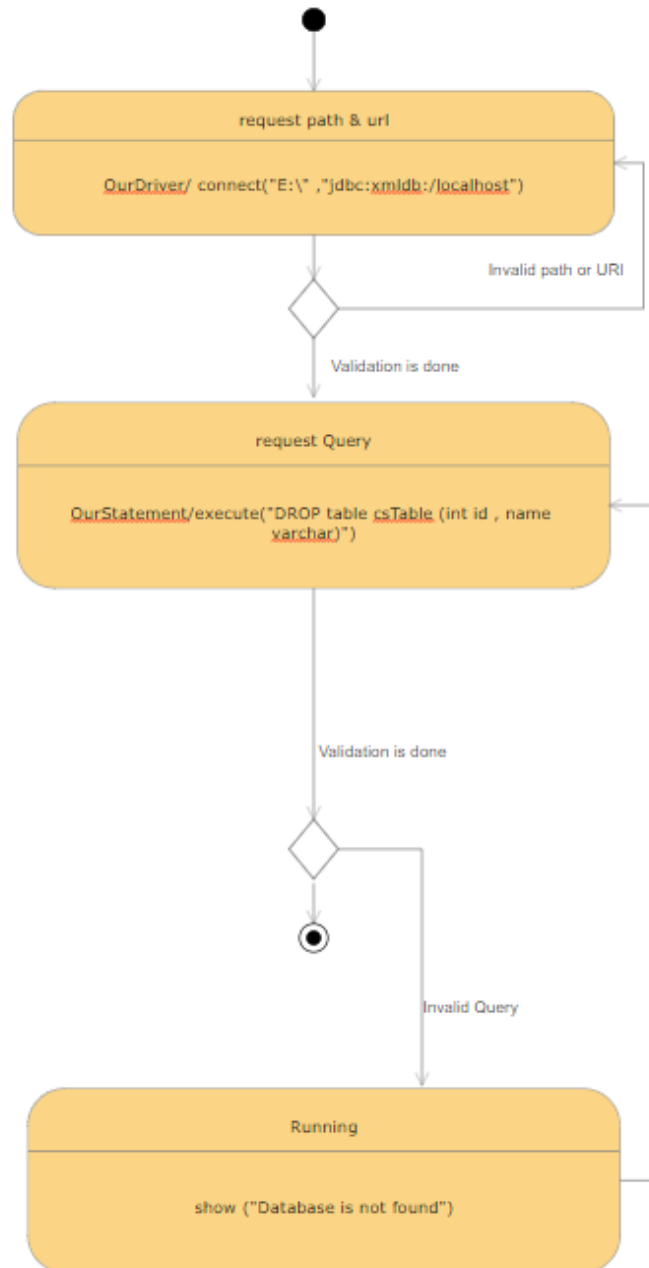 request path & url
OurDriver/ connect("E:\" ,"jdbc:xmldb:/localhost")
Invalid path or URI
Validation is done
request Query
OurStatement/execute("DROP table csTable (int id , name
varchar)")
Validation is done
Invalid Query
Running
show ("Database is not found")